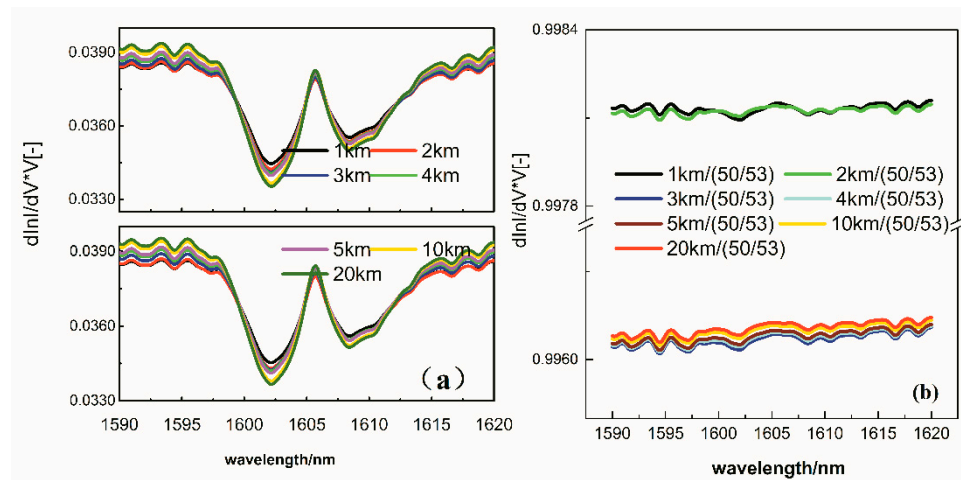 0.0390
0.0360
0.0330
1km 2km
3km 4km
dlnI/dV*V[-]
0.0390
0.0360
0.0330
5km 10km
20km
(a)
1590 1595 1600 1605 1610 1615 1620
wavelength/nm
0.9984
0.9978
0.9960
dlnI/dV*V[-]
1km/(50/53) 2km/(50/53)
3km/(50/53) 4km/(50/53)
5km/(50/53) 10km/(50/53)
20km/(50/53)
(b)
1590 1595 1600 1605 1610 1615 1620
wavelength/nm